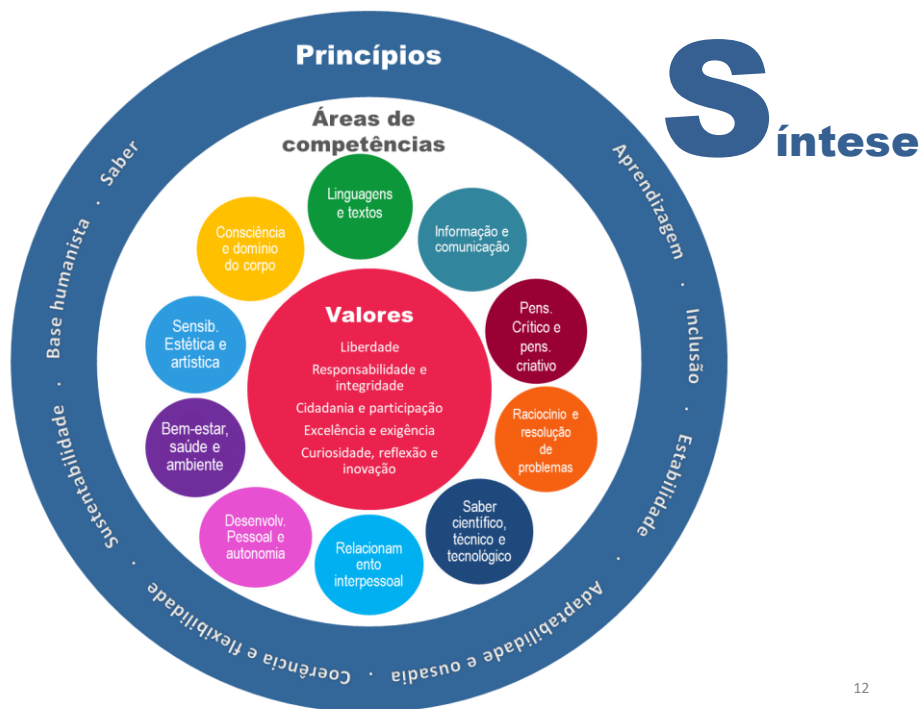 Síntese
Princípios
Saber · Base humanista · Sustentabilidade · Coerência e flexibilidade · Adaptabilidade e ousadia · Estabilidade · Inclusão · Aprendizagem
Áreas de
competências
Linguagens
e textos
Informação e
comunicação
Pens.
Crítico e
pens.
criativo
Raciocínio e
resolução
de
problemas
Saber
científico,
técnico e
tecnológico
Relacionam
ento
interpessoal
Desenvolv.
Pessoal e
autonomia
Bem-estar,
saúde e
ambiente
Sensib.
Estética e
artística
Consciência
e domínio
do corpo
Valores
Liberdade
Responsabilidade e
integridade
Cidadania e participação
Excelência e exigência
Curiosidade, reflexão e
inovação
12